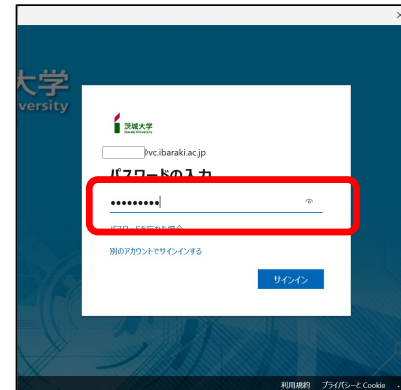 大学
versity
茨城大学
Ibaraki University
@vc.ibaraki.ac.jp
パスワードの入力
•••••••••
パスワードを忘れた場合
別のアカウントでサインインする
サインイン
利用規約 プライバシーと Cookie